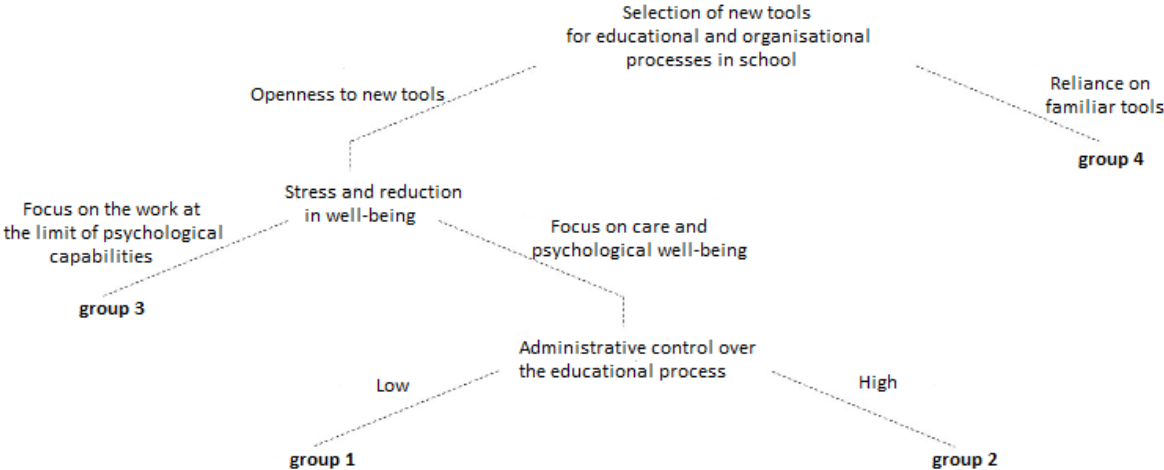 Selection of new tools
for educational and organisational
processes in school
Openness to new tools
Reliance on
familiar tools
group 4
Stress and reduction
in well-being
Focus on the work at
the limit of psychological
capabilities
Focus on care and
psychological well-being
group 3
Administrative control over
the educational process
Low
High
group 1
group 2